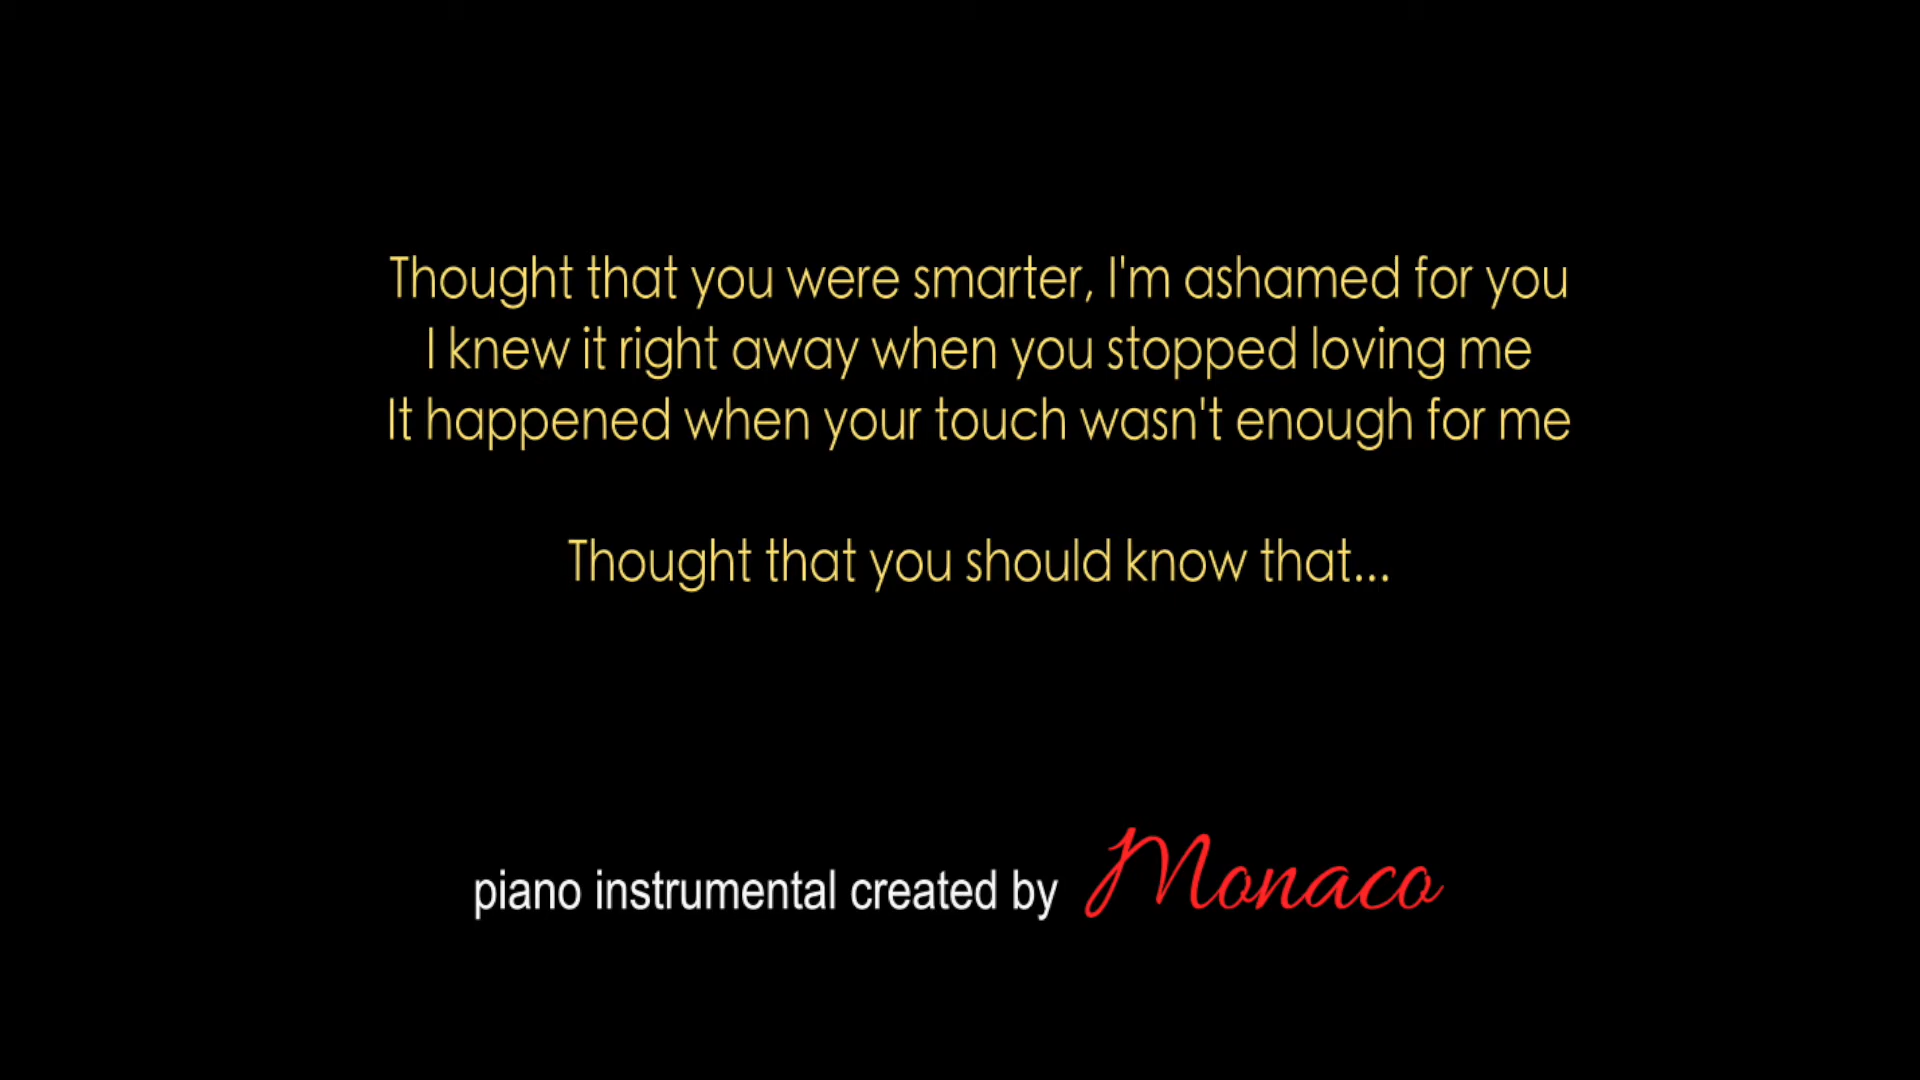 Thought that you were smarter, I'm ashamed for you
I knew it right away when you stopped loving me
It happened when your touch wasn't enough for me
Thought that you should know that...
piano instrumental created by Monaco